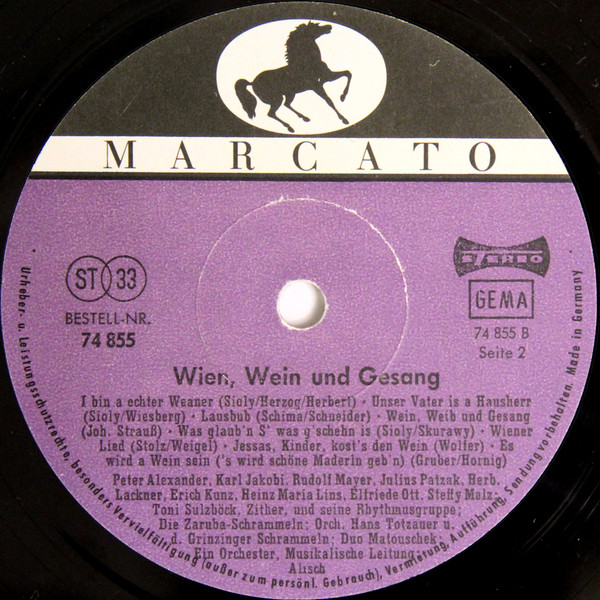 MARCATO
STEREO
ST 33
GEMA
BESTELL-NR.
74 855
74 855 B
Seite 2
Wien, Wein und Gesang
I bin a echter Weaner (Sioly/Herzog/Herbert) · Unser Vater is a Hausherr
(Sioly/Wiesberg) · Lausbub (Schima/Schneider) · Wein, Weib und Gesang
(Joh. Strauß) · Was glaub'n S' was g'schehn is (Sioly/Skurawy) · Wiener
Lied (Stolz/Weigel) · Jessas, Kinder, kost's den Wein (Wolfer) · Es
wird a Wein sein ('s wird schöne Maderln geb'n) (Gruber/Hornig)
Peter Alexander, Karl Jakobi, Rudolf Mayer, Julius Patzak, Herb.
Lackner, Erich Kunz, Heinz Maria Lins, Elfriede Ott, Steffy Melz,
Toni Sulzböck, Zither, und seine Rhythmusgruppe;
Die Zaruba-Schrammeln; Orch. Hans Totzauer u.
d. Grinzinger Schrammeln; Duo Matouschek;
Ein Orchester, Musikalische Leitung
Alisch
Urheber- u. Leistungsschutzrechte, besonders Vervielfältigung (außer zum persönl. Gebrauch), Vermietung, Aufführung, Sendung vorbehalten. Made in Germany